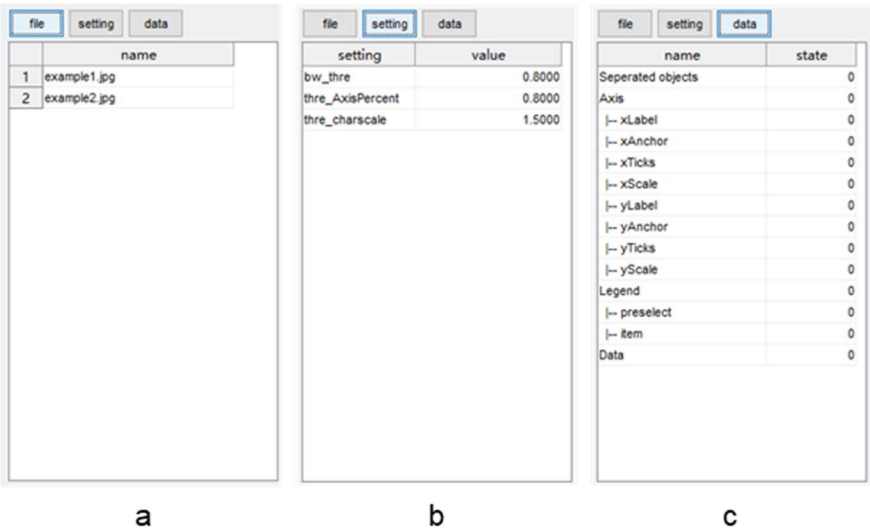 file setting data
name
1 example1.jpg
2 example2.jpg
a
file setting data
setting value
bw_thre 0.8000
thre_AxisPercent 0.8000
thre_charscale 1.5000
b
file setting data
name state
Seperated objects 0
Axis 0
|-- xLabel 0
|-- xAnchor 0
|-- xTicks 0
|-- xScale 0
|-- yLabel 0
|-- yAnchor 0
|-- yTicks 0
|-- yScale 0
Legend 0
|-- preselect 0
|-- item 0
Data 0
c